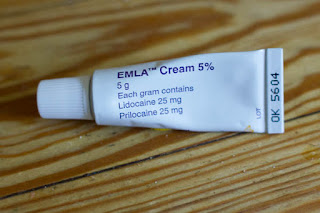 EMLA™ Cream 5%
5 g
Each gram contains
Lidocaine 25 mg
Prilocaine 25 mg
LOT
OK 5604